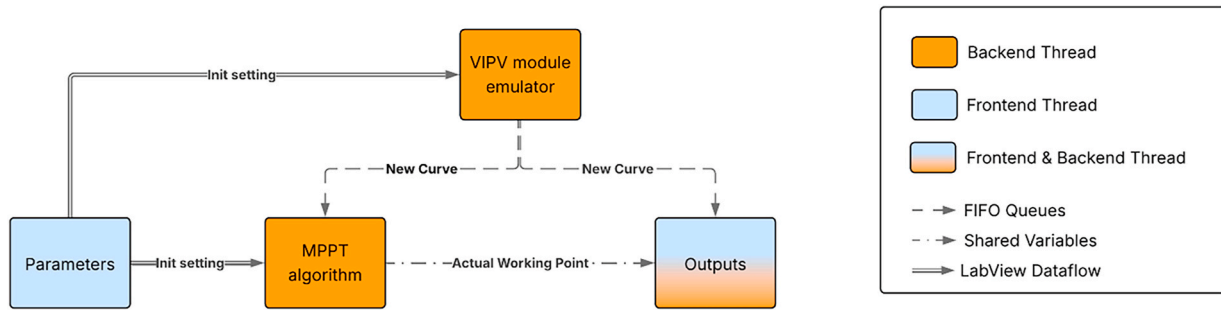 VIPV module
emulator
Init setting
New Curve
New Curve
Parameters
Init setting
MPPT
algorithm
Actual Working Point
Outputs
Backend Thread
Frontend Thread
Frontend & Backend Thread
FIFO Queues
Shared Variables
LabView Dataflow